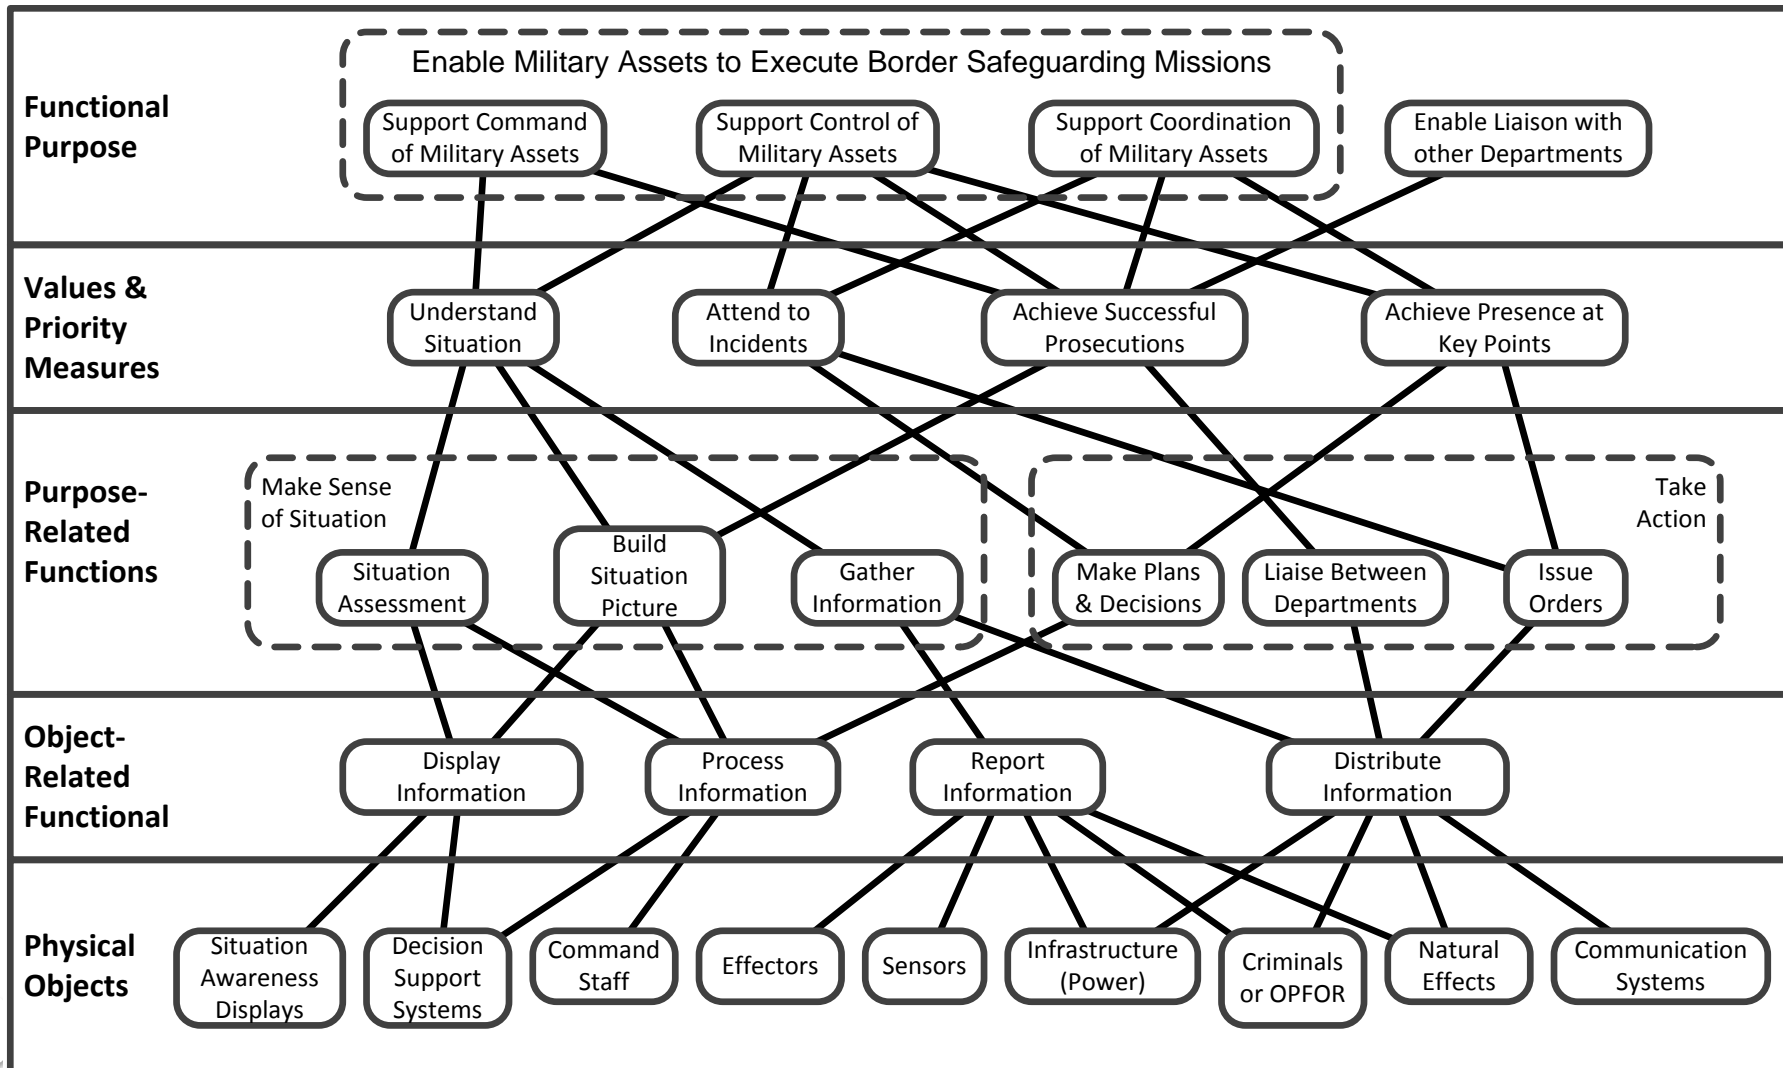 Enable Military Assets to Execute Border Safeguarding Missions
Functional
Purpose
Support Command
of Military Assets
Support Control of
Military Assets
Support Coordination
of Military Assets
Enable Liaison with
other Departments
Values &
Priority
Measures
Understand
Situation
Attend to
Incidents
Achieve Successful
Prosecutions
Achieve Presence at
Key Points
Purpose-
Related
Functions
Make Sense
of Situation
Take
Action
Situation
Assessment
Build
Situation
Picture
Gather
Information
Make Plans
& Decisions
Liaise Between
Departments
Issue
Orders
Object-
Related
Functional
Display
Information
Process
Information
Report
Information
Distribute
Information
Physical
Objects
Situation
Awareness
Displays
Decision
Support
Systems
Command
Staff
Effectors
Sensors
Infrastructure
(Power)
Criminals
or OPFOR
Natural
Effects
Communication
Systems